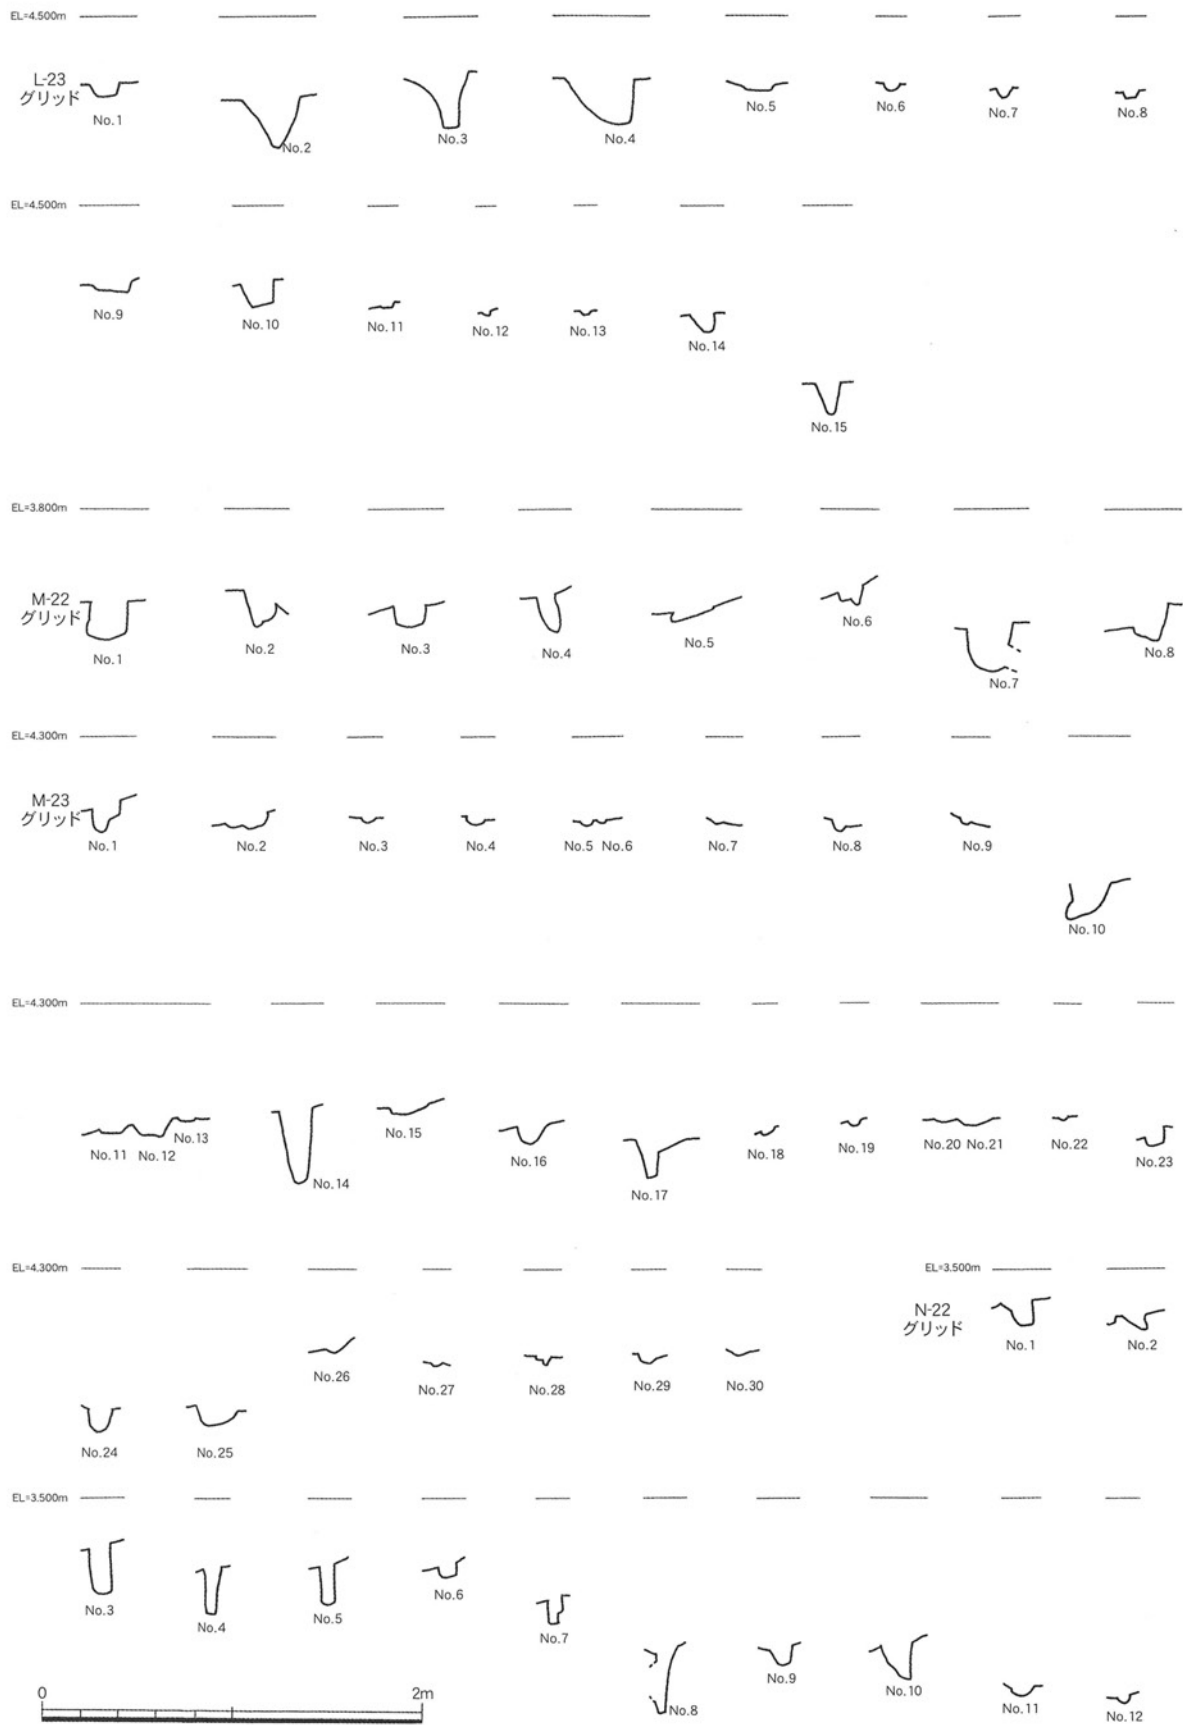 EL=4.500m
L-23
グリッド
No.1
No.2
No.3
No.4
No.5
No.6
No.7
No.8
EL=4.500m
No.9
No.10
No.11
No.12
No.13
No.14
No.15
EL=3.800m
M-22
グリッド
No.1
No.2
No.3
No.4
No.5
No.6
No.7
No.8
EL=4.300m
M-23
グリッド
No.1
No.2
No.3
No.4
No.5
No.6
No.7
No.8
No.9
No.10
EL=4.300m
No.11
No.12
No.13
No.14
No.15
No.16
No.17
No.18
No.19
No.20
No.21
No.22
No.23
EL=4.300m
No.24
No.25
No.26
No.27
No.28
No.29
No.30
EL=3.500m
N-22
グリッド
No.1
No.2
EL=3.500m
No.3
No.4
No.5
No.6
No.7
No.8
No.9
No.10
No.11
No.12
0
2m